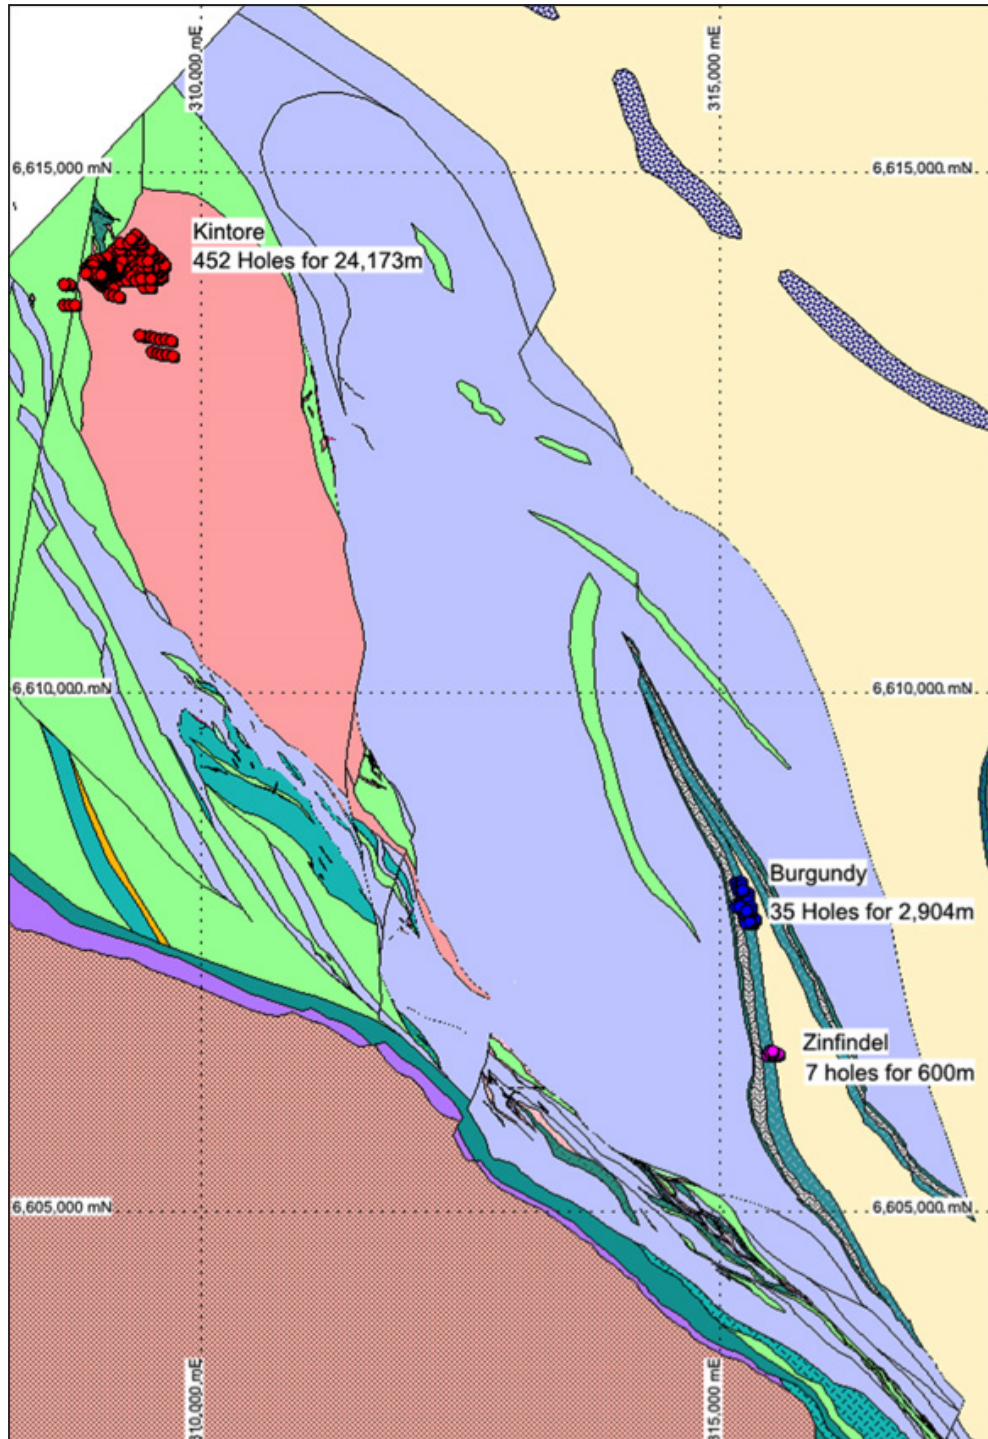 310,000 mE
315,000 mE
6,615,000 mN
6,615,000 mN
Kintore
452 Holes for 24,173m
6,610,000 mN
6,610,000 mN
Burgundy
35 Holes for 2,904m
Zinfindel
7 holes for 600m
6,605,000 mN
6,605,000 mN
310,000 mE
315,000 mE